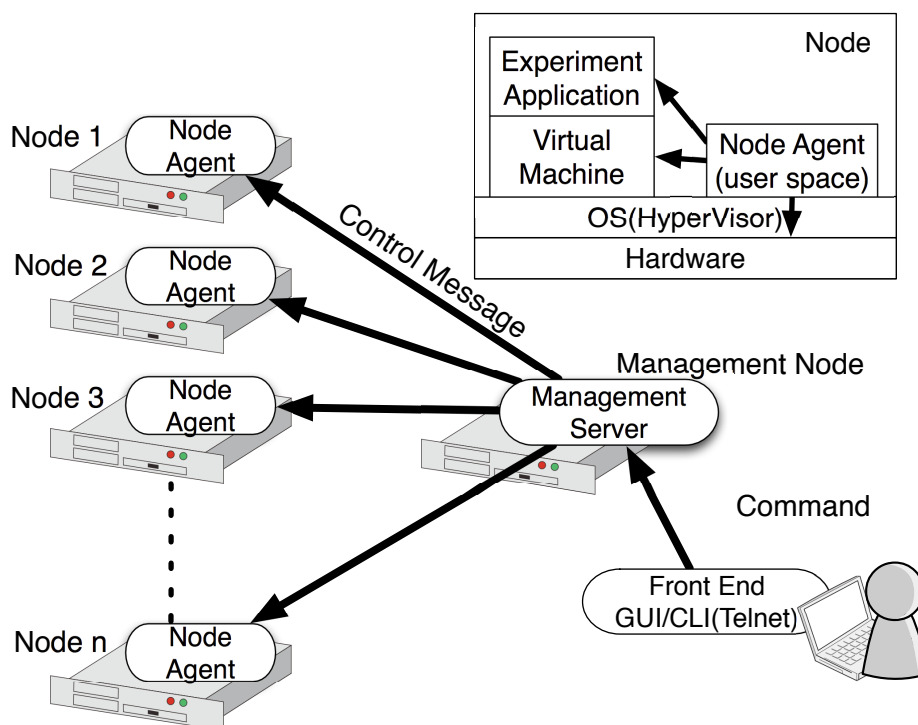 Node
Experiment
Application
Virtual
Machine
Node Agent
(user space)
OS(HyperVisor)
Hardware
Node 1
Node
Agent
Control Message
Node 2
Node
Agent
Node 3
Node
Agent
Management Node
Management
Server
Command
Front End
GUI/CLI(Telnet)
Node n
Node
Agent